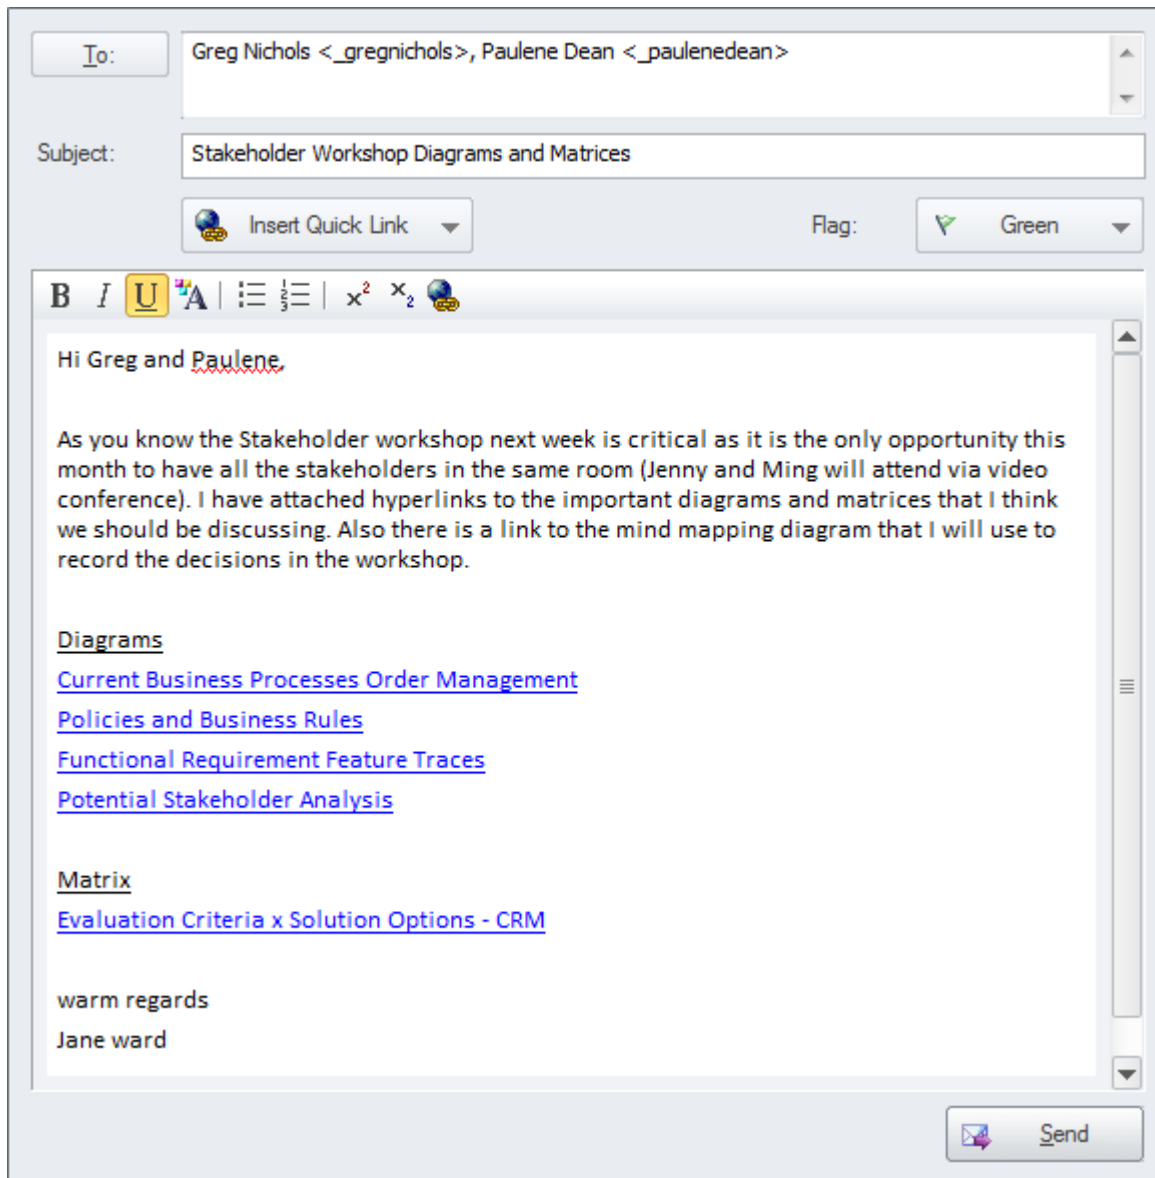 To:
Greg Nichols <_gregnichols>, Paulene Dean <_paulenedean>
Subject:
Stakeholder Workshop Diagrams and Matrices
Insert Quick Link
Flag:
Green
B I U A x² x₂
Hi Greg and Paulene,
As you know the Stakeholder workshop next week is critical as it is the only opportunity this
month to have all the stakeholders in the same room (Jenny and Ming will attend via video
conference). I have attached hyperlinks to the important diagrams and matrices that I think
we should be discussing. Also there is a link to the mind mapping diagram that I will use to
record the decisions in the workshop.
Diagrams
Current Business Processes Order Management
Policies and Business Rules
Functional Requirement Feature Traces
Potential Stakeholder Analysis
Matrix
Evaluation Criteria x Solution Options - CRM
warm regards
Jane ward
Send